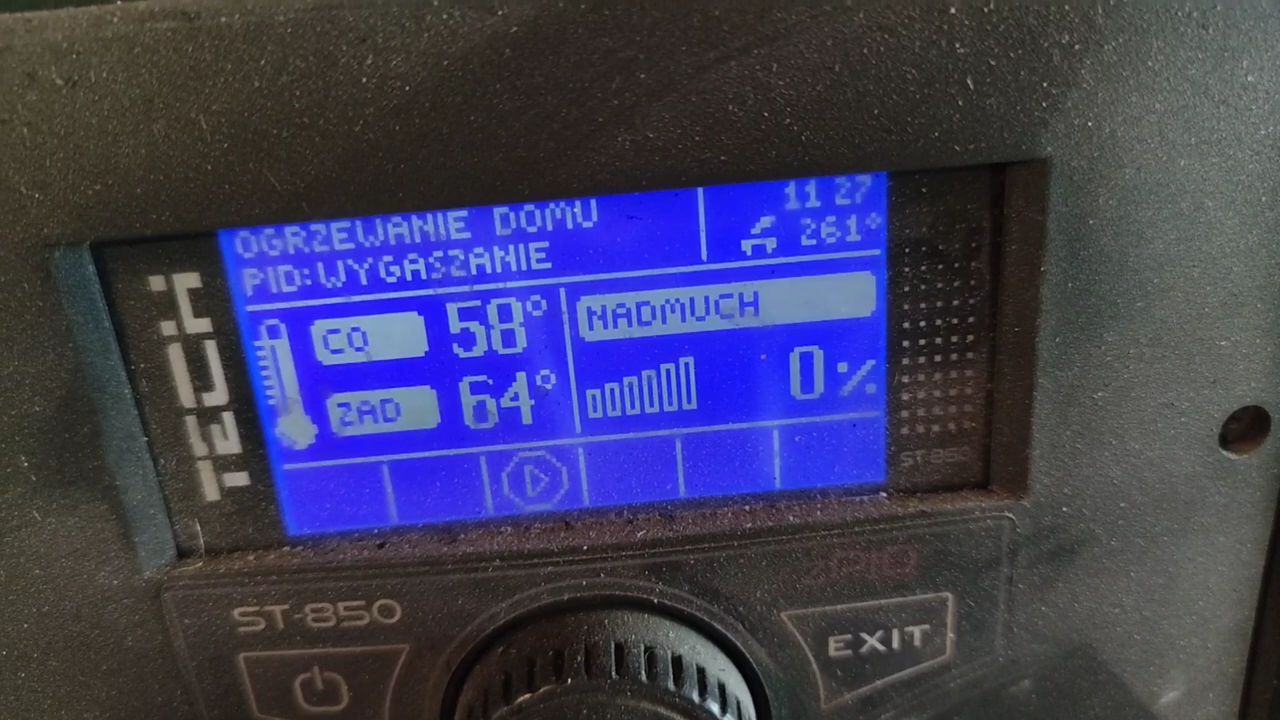 OGRZEWANIE DOMU
PID:WYGASZANIE
11 27
261°
CO 58°
ZAD 64°
NADMUCH
0%
TECH
ST-850
ST-850
EXIT